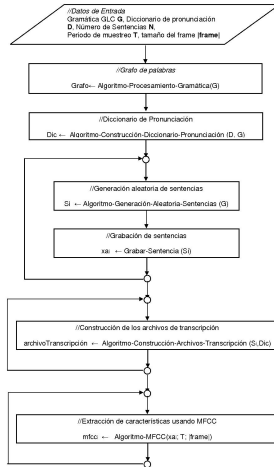 //Datos de Entrada
Gramática GLC G, Diccionario de pronunciación
D, Número de Sentencias N,
Periodo de muestreo T, tamaño del frame |frame|
//Grafo de palabras
Grafo← Algoritmo-Procesamiento-Gramática(G)
//Diccionario de Pronunciación
Dic ← Algoritmo-Construcción-Diccionario-Pronunciación (D, G)
//Generación aleatoria de sentencias
Si ← Algoritmo-Generación-Aleatoria-Sentencias (G)
//Grabación de sentencias
xai ← Grabar-Sentencia (Si)
//Construcción de los archivos de transcripción
archivoTranscripción ← Algoritmo-Construcción-Archivos-Transcripción (Si,Dic)
//Extracción de características usando MFCC
mfcci ← Algoritmo-MFCC(xai; T; |frame|)